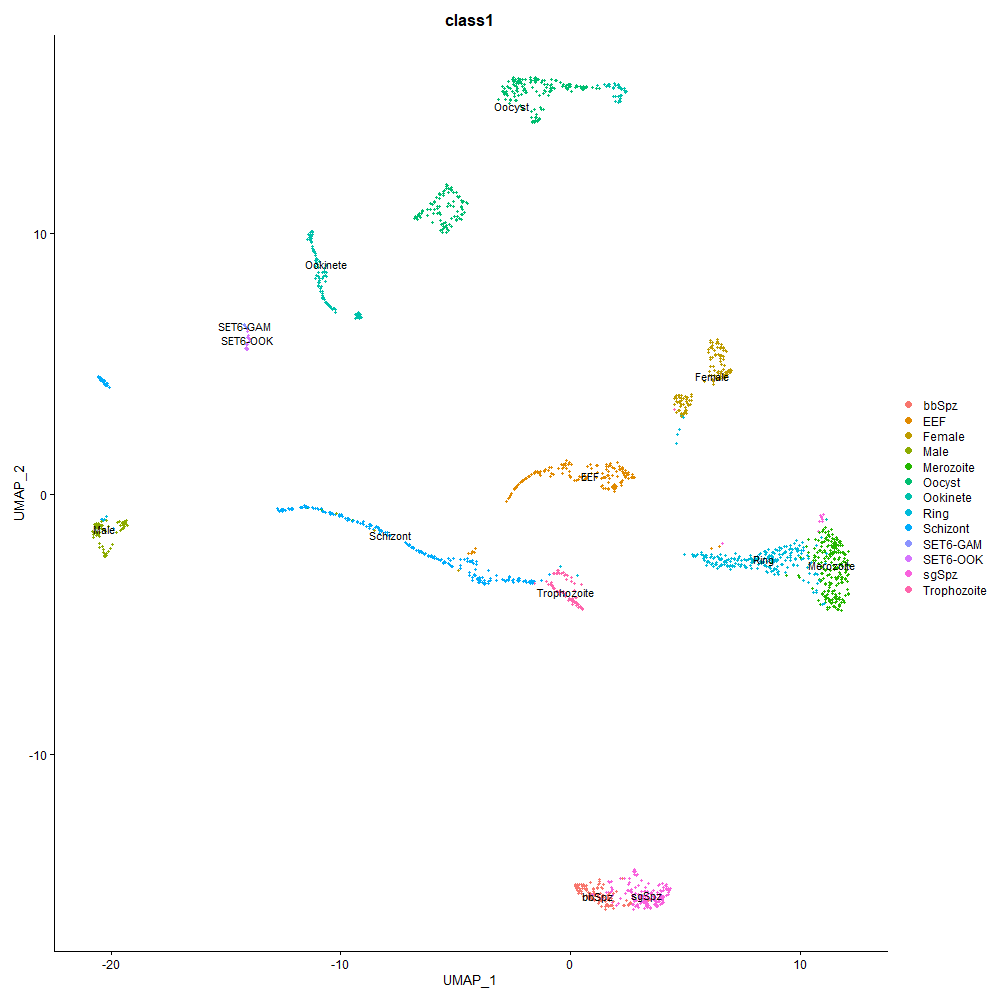 class1
Oocyst
10
Ookinete
SET6-GAM
SET6-OOK
Female
bbSpz
EEF
Female
Male
Merozoite
Oocyst
Ookinete
Ring
Schizont
SET6-GAM
SET6-OOK
sgSpz
Trophozoite
EEF
UMAP_2
0
Male
Schizont
Ring
Merozoite
Trophozoite
-10
bbSpz
sgSpz
-20
-10
0
10
UMAP_1